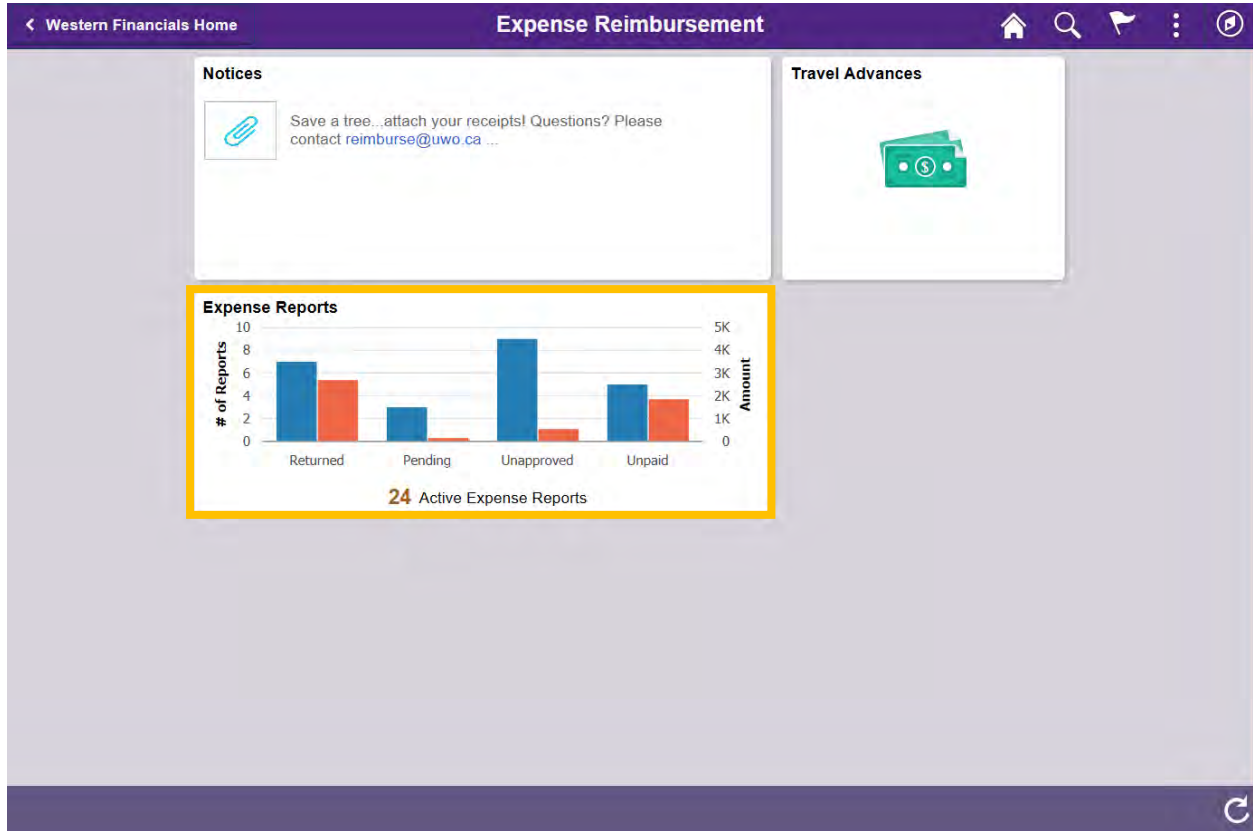 Western Financials Home
Expense Reimbursement
Notices
Save a tree...attach your receipts! Questions? Please
contact reimburse@uwo.ca ...
Travel Advances
$
Expense Reports
# of Reports
10
8
6
4
2
0
5K
4K
3K
2K
1K
0
Amount
Returned
Pending
Unapproved
Unpaid
24 Active Expense Reports